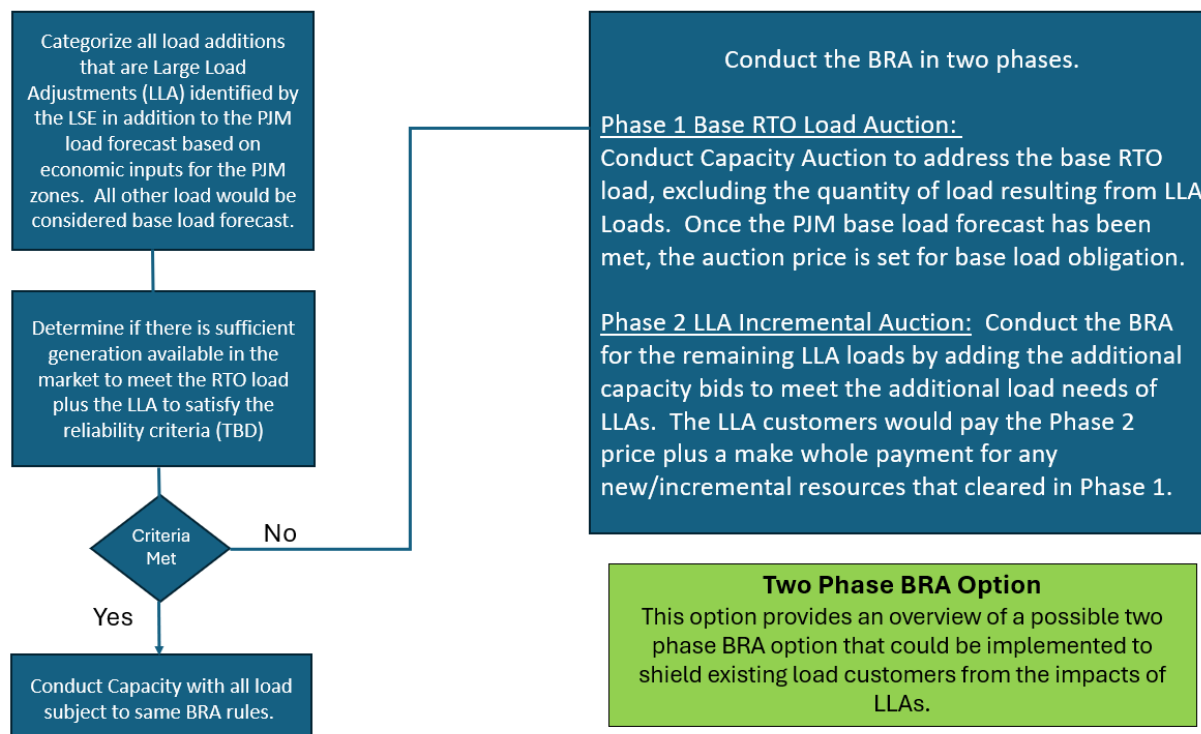 Categorize all load additions
that are Large Load
Adjustments (LLA) identified by
the LSE in addition to the PJM
load forecast based on
economic inputs for the PJM
zones.  All other load would be
considered base load forecast.
Determine if there is sufficient
generation available in the
market to meet the RTO load
plus the LLA to satisfy the
reliability criteria (TBD)
Criteria
Met
No
Yes
Conduct Capacity with all load
subject to same BRA rules.
Conduct the BRA in two phases.
Phase 1 Base RTO Load Auction:
Conduct Capacity Auction to address the base RTO
load, excluding the quantity of load resulting from LLA
Loads.  Once the PJM base load forecast has been
met, the auction price is set for base load obligation.
Phase 2 LLA Incremental Auction:  Conduct the BRA
for the remaining LLA loads by adding the additional
capacity bids to meet the additional load needs of
LLAs.  The LLA customers would pay the Phase 2
price plus a make whole payment for any
new/incremental resources that cleared in Phase 1.
Two Phase BRA Option
This option provides an overview of a possible two
phase BRA option that could be implemented to
shield existing load customers from the impacts of
LLAs.